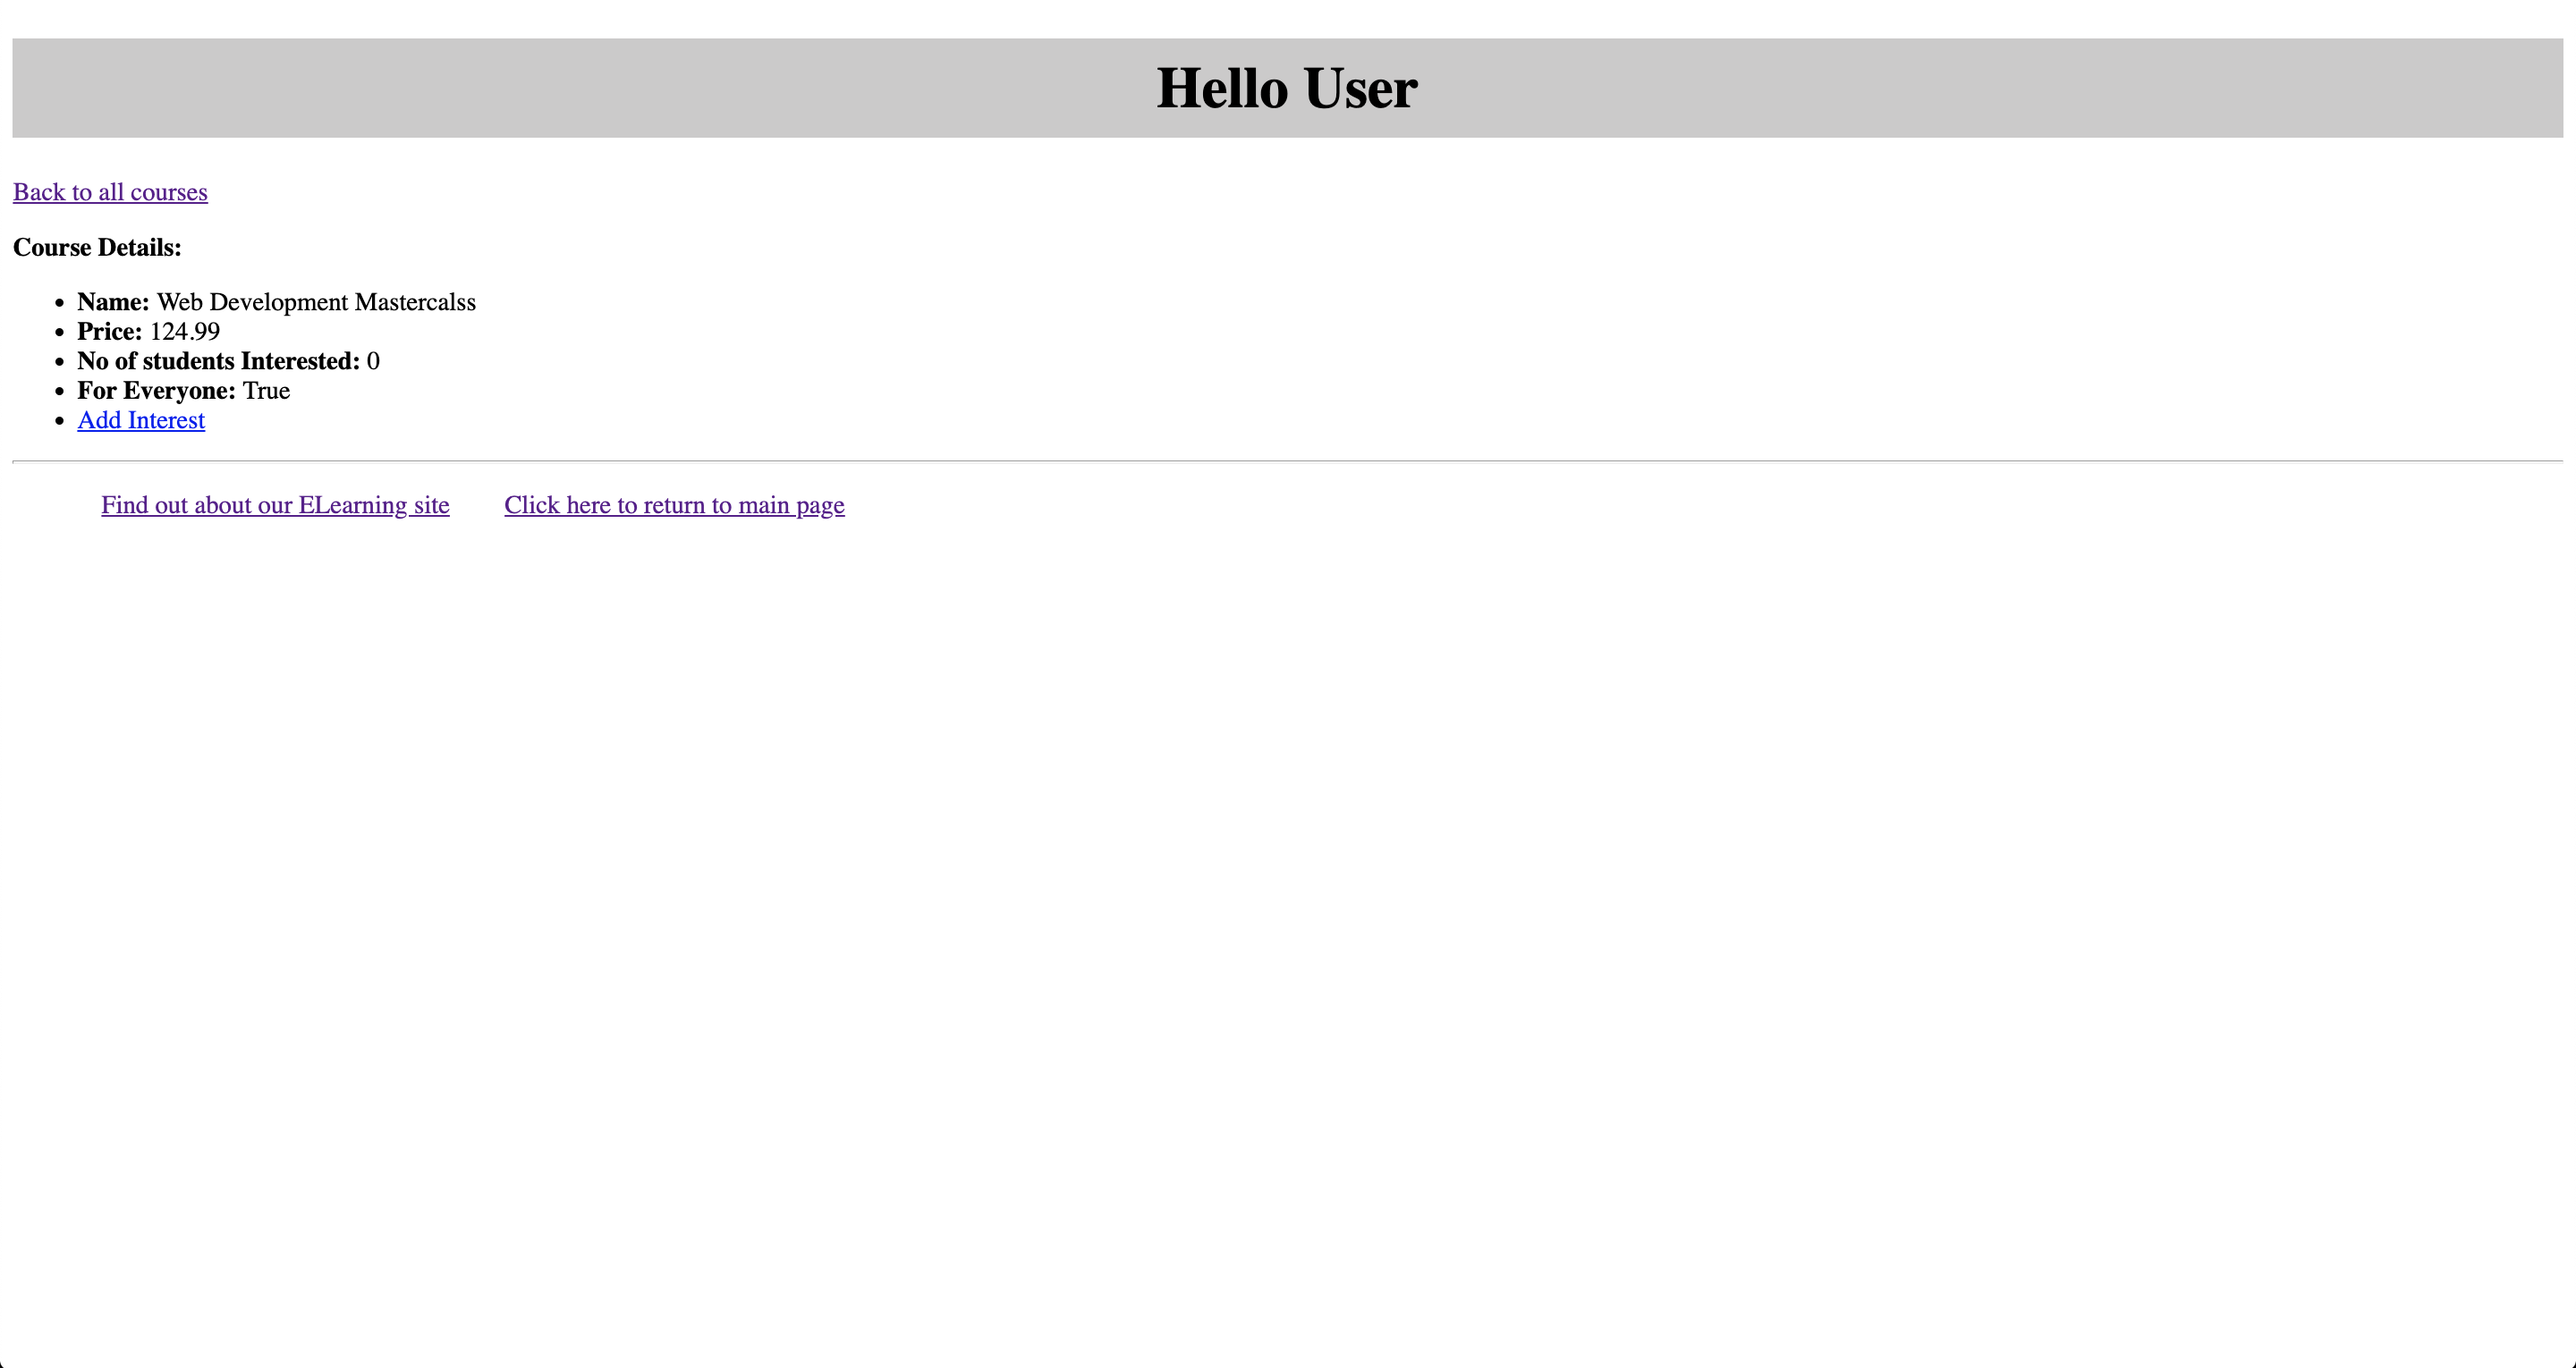 Hello User
Back to all courses
Course Details:
Name: Web Development Mastercalss
Price: 124.99
No of students Interested: 0
For Everyone: True
Add Interest
Find out about our ELearning site Click here to return to main page